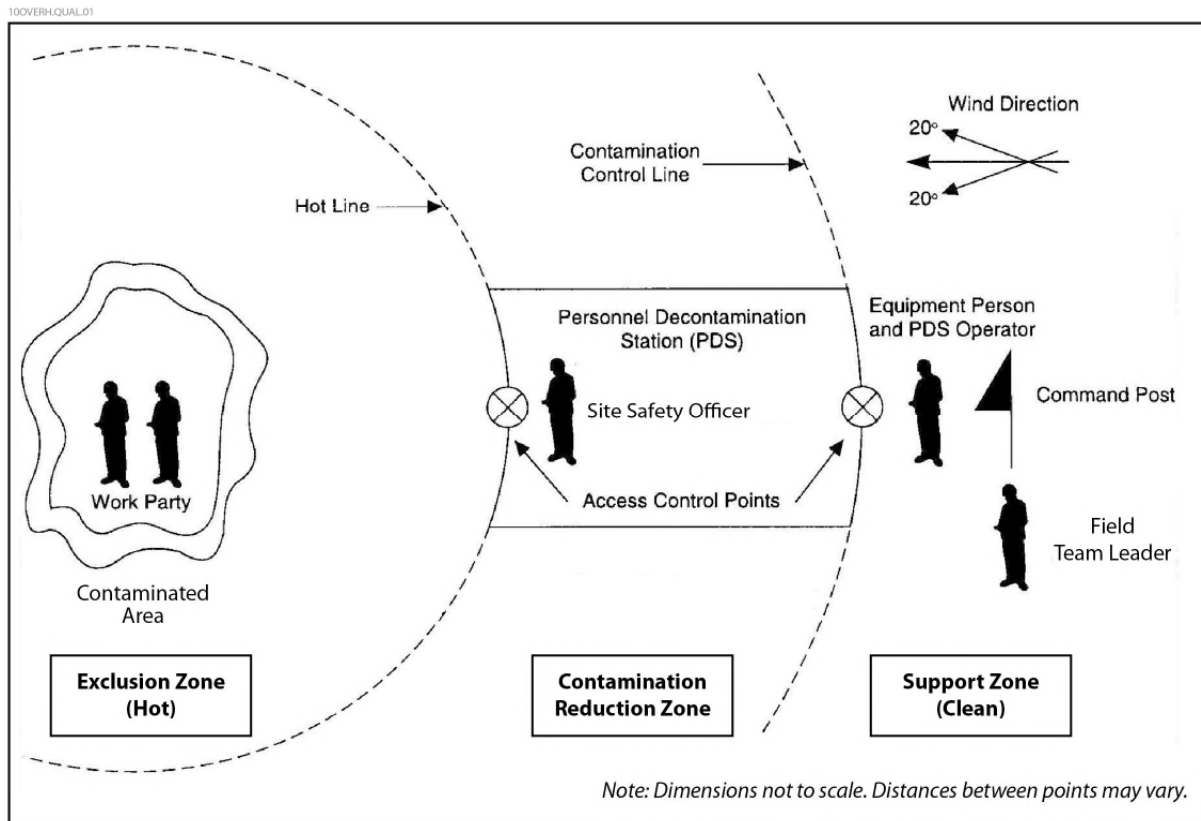 10OVERH.QUAL.01
Wind Direction
20°
20°
Contamination
Control Line
Hot Line
Personnel Decontamination
Station (PDS)
Equipment Person
and PDS Operator
Site Safety Officer
Command Post
Work Party
Access Control Points
Field
Team Leader
Contaminated
Area
Exclusion Zone
(Hot)
Contamination
Reduction Zone
Support Zone
(Clean)
Note: Dimensions not to scale. Distances between points may vary.